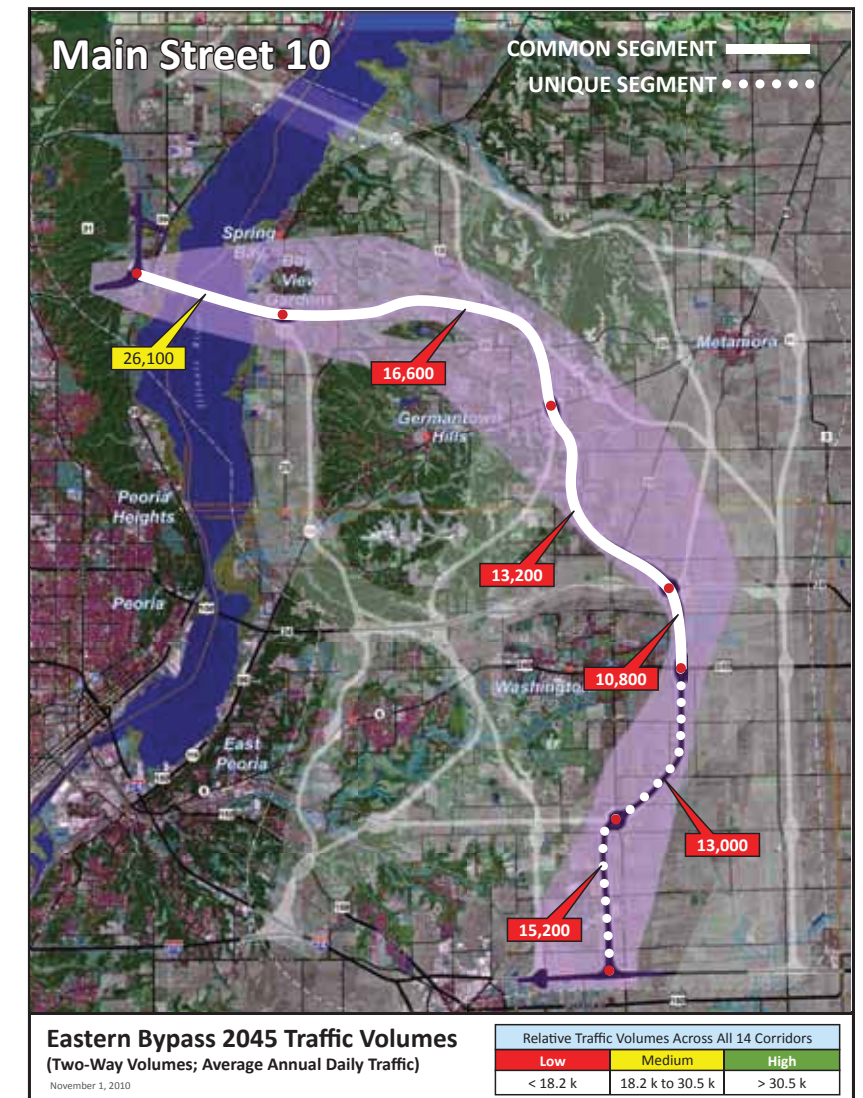 Main Street 10
COMMON SEGMENT
UNIQUE SEGMENT
Spring
Bay
Bay
View
Gardens
26,100
16,600
Metamora
Germantown
Hills
Peoria
Heights
13,200
Peoria
10,800
Washington
East
Peoria
13,000
15,200
Eastern Bypass 2045 Traffic Volumes
(Two-Way Volumes; Average Annual Daily Traffic)
November 1, 2010
Relative Traffic Volumes Across All 14 Corridors
Low Medium High
< 18.2 k 18.2 k to 30.5 k > 30.5 k